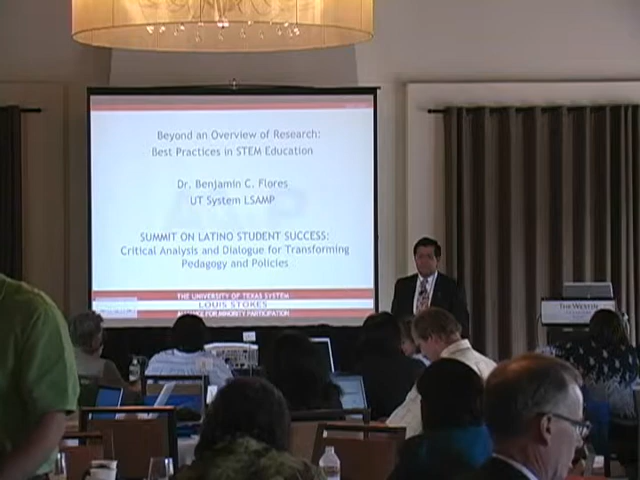 Beyond an Overview of Research:
Best Practices in STEM Education
Dr. Benjamin C. Flores
UT System LSAMP
SUMMIT ON LATINO STUDENT SUCCESS:
Critical Analysis and Dialogue for Transforming
Pedagogy and Policies
THE UNIVERSITY OF TEXAS SYSTEM
LOUIS STOKES
ALLIANCE FOR MINORITY PARTICIPATION
THE WESTIN